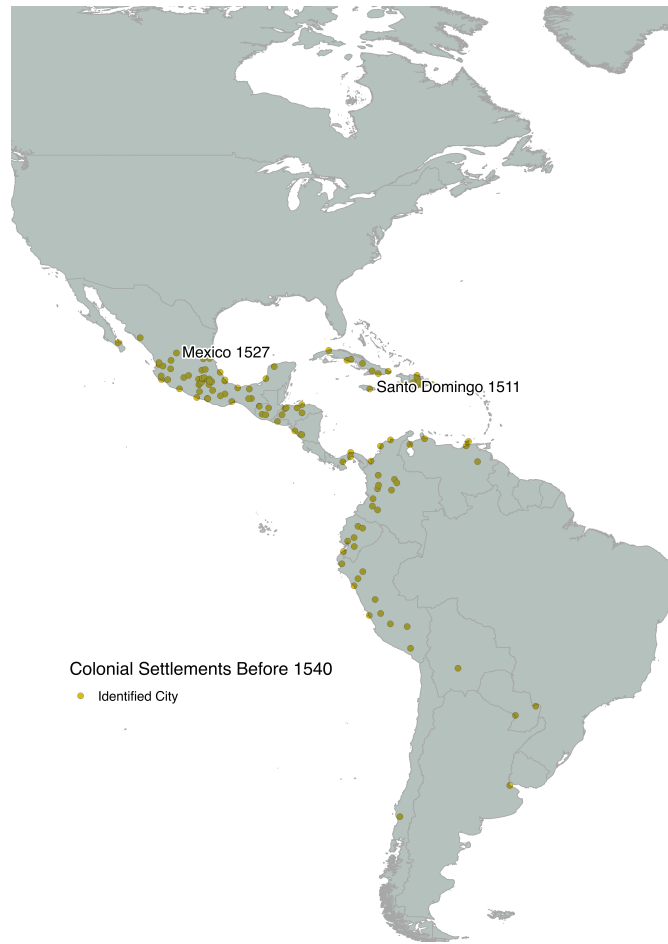 Mexico 1527
Santo Domingo 1511
Colonial Settlements Before 1540
Identified City